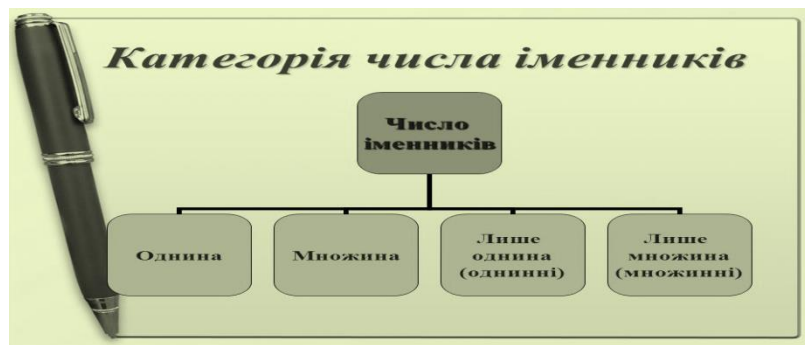 Категорія числа іменників
Число
іменників
Однина
Множина
Лише
однина
(однинні)
Лише
множина
(множинні)